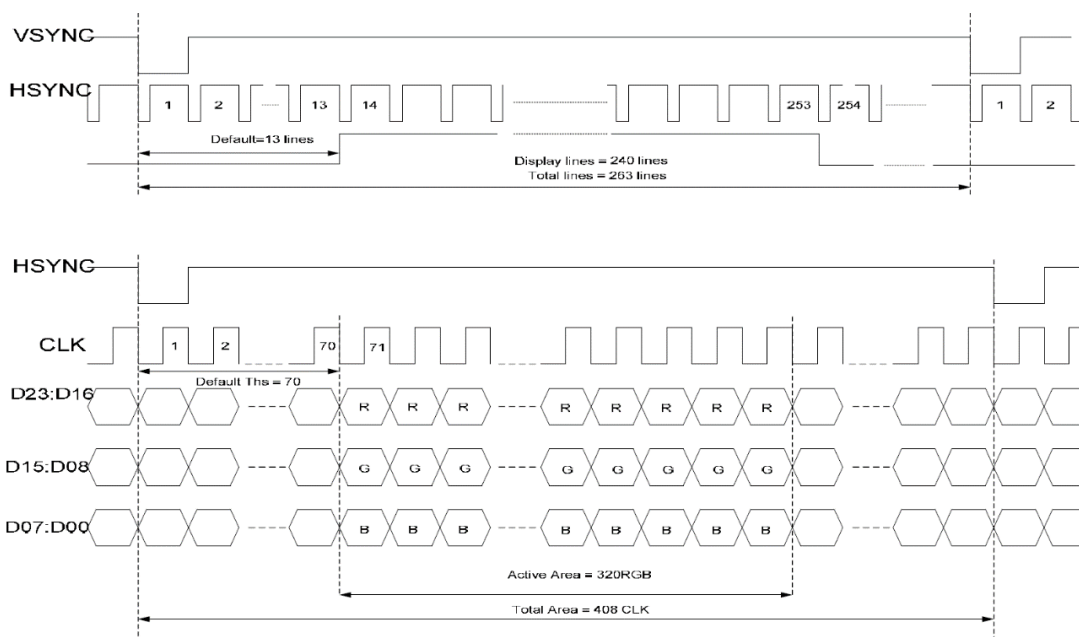 VSYNC
HSYNC
1 2 13 14 253 254 1 2
Default=13 lines
Display lines = 240 lines
Total lines = 263 lines
HSYNC
CLK
1 2 70 71
Default Ths = 70
D23:D16
R R R R R R R R
D15:D08
G G G G G G G G
D07:D00
B B B B B B B B
Active Area = 320RGB
Total Area = 408 CLK